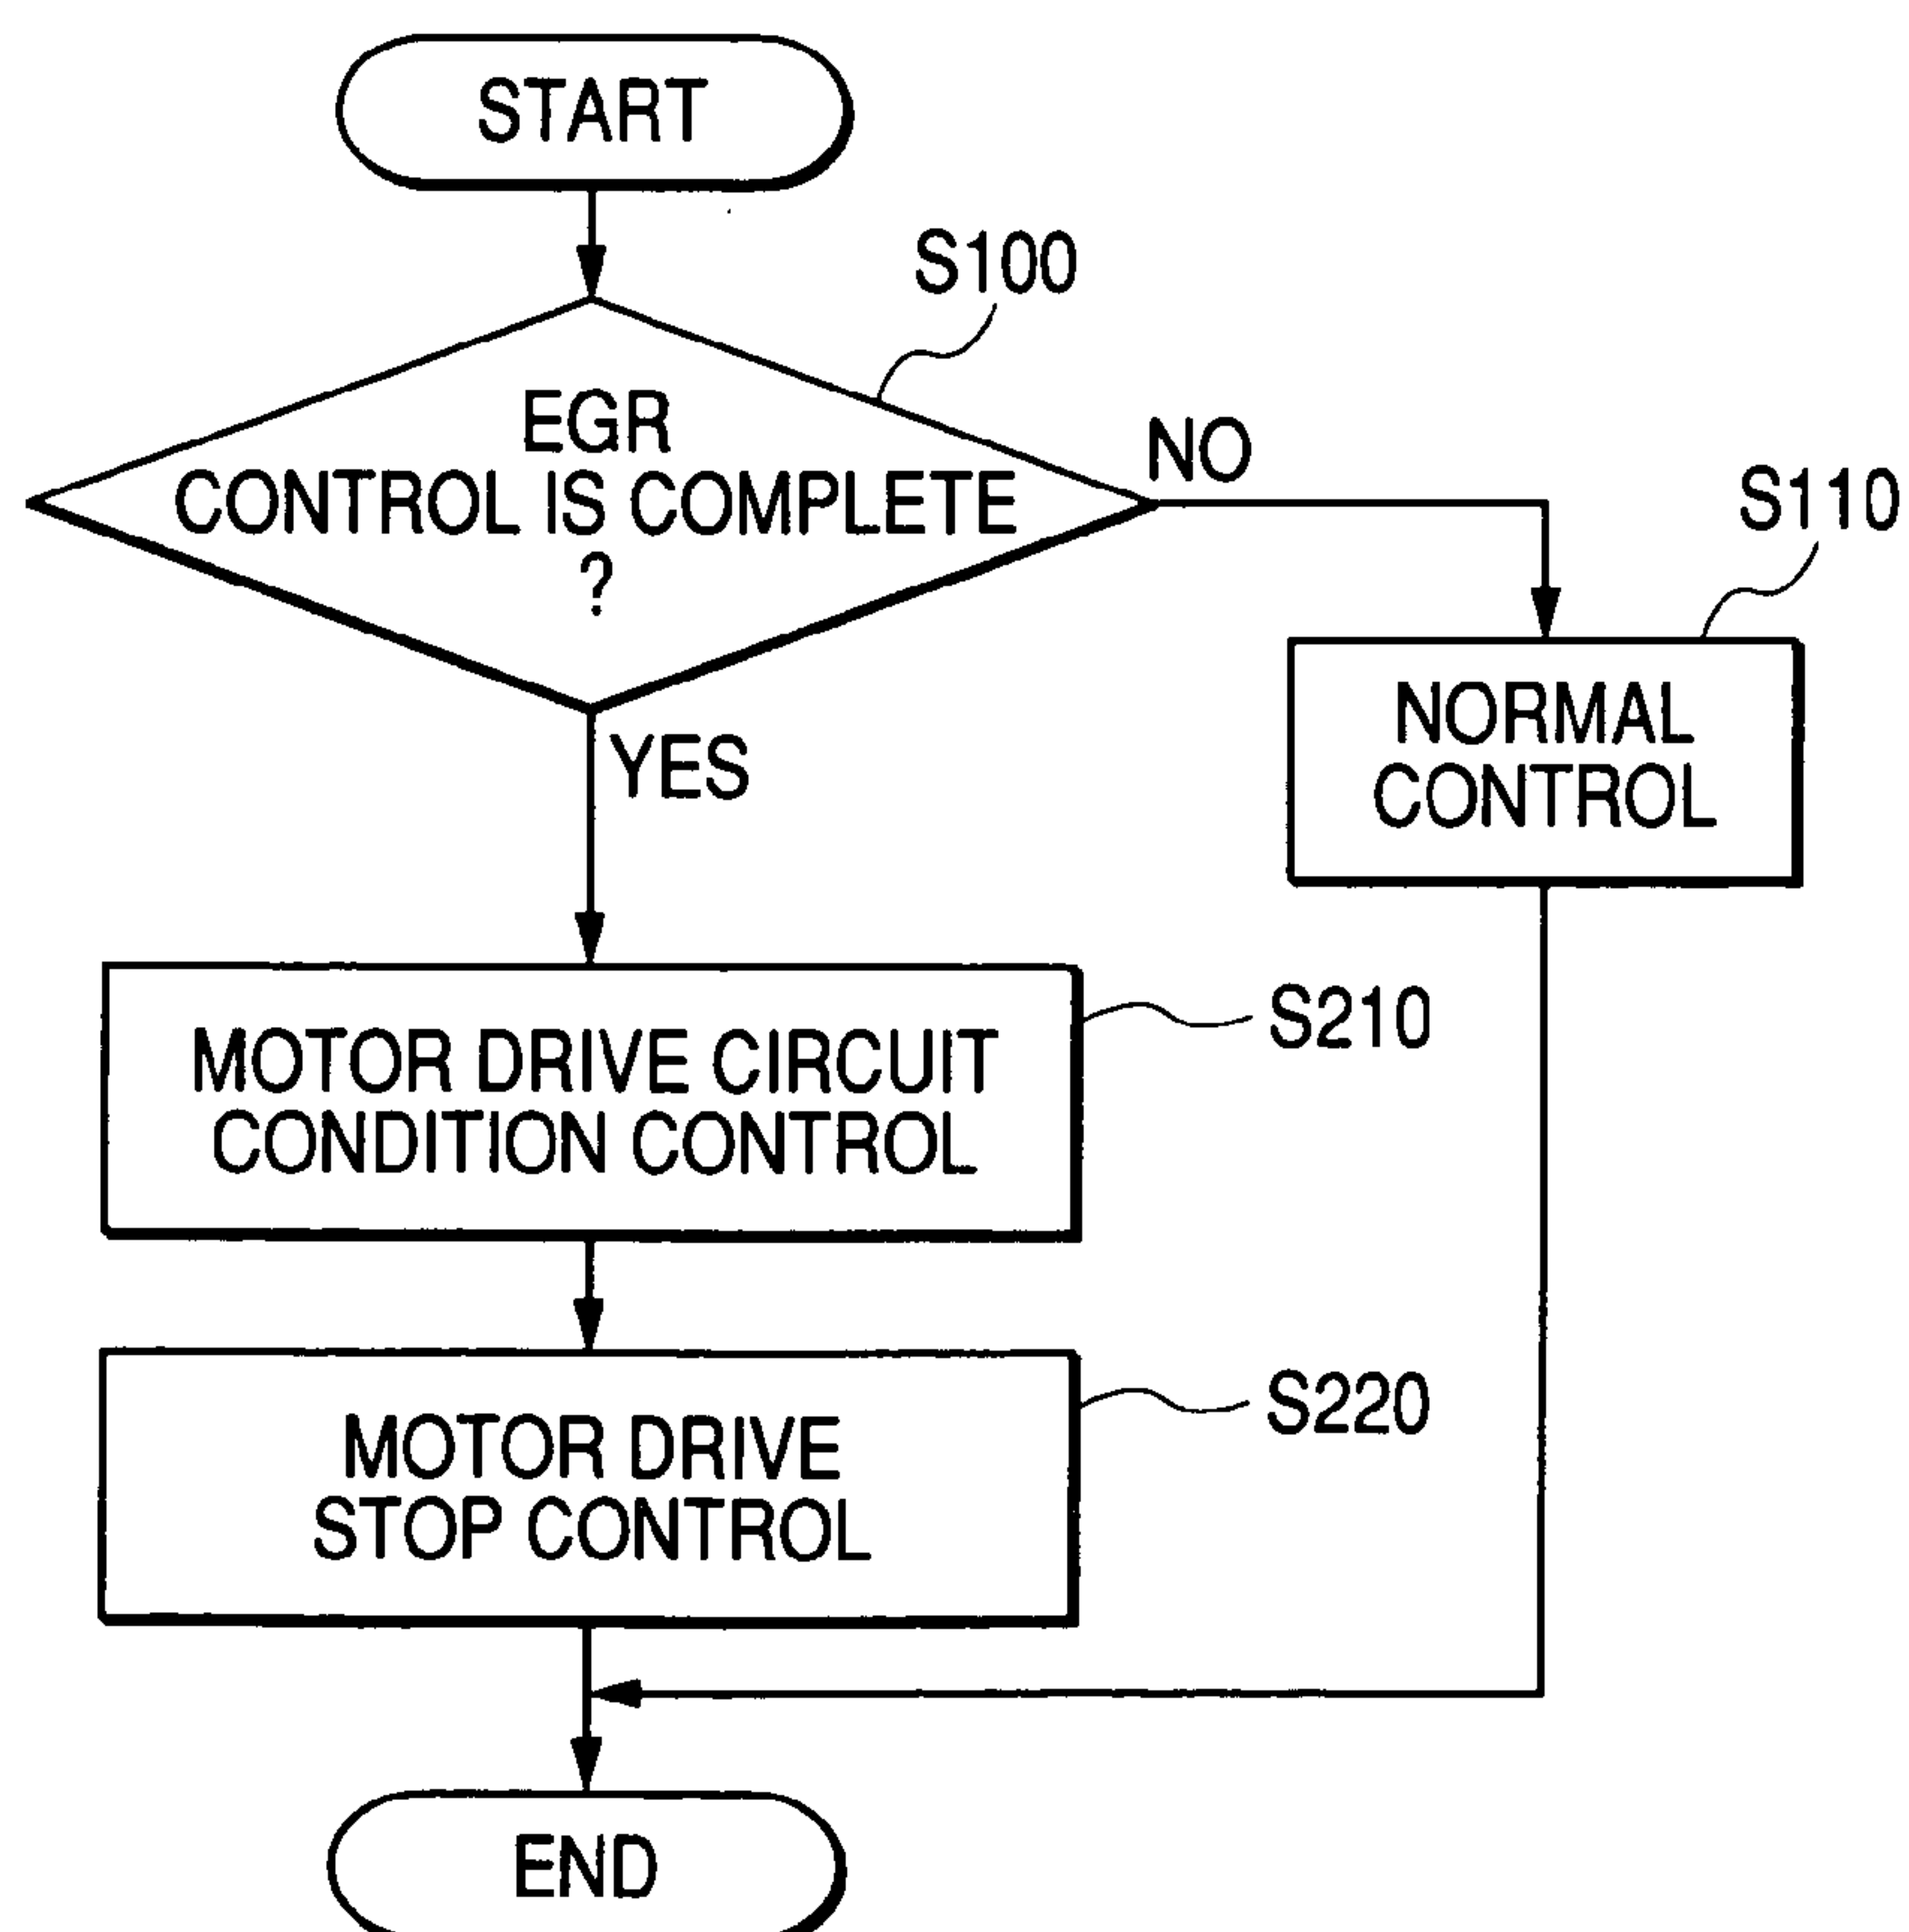 START
S100
EGR
CONTROL IS COMPLETE
?
NO
S110
NORMAL
CONTROL
YES
MOTOR DRIVE CIRCUIT
CONDITION CONTROL
S210
MOTOR DRIVE
STOP CONTROL
S220
END